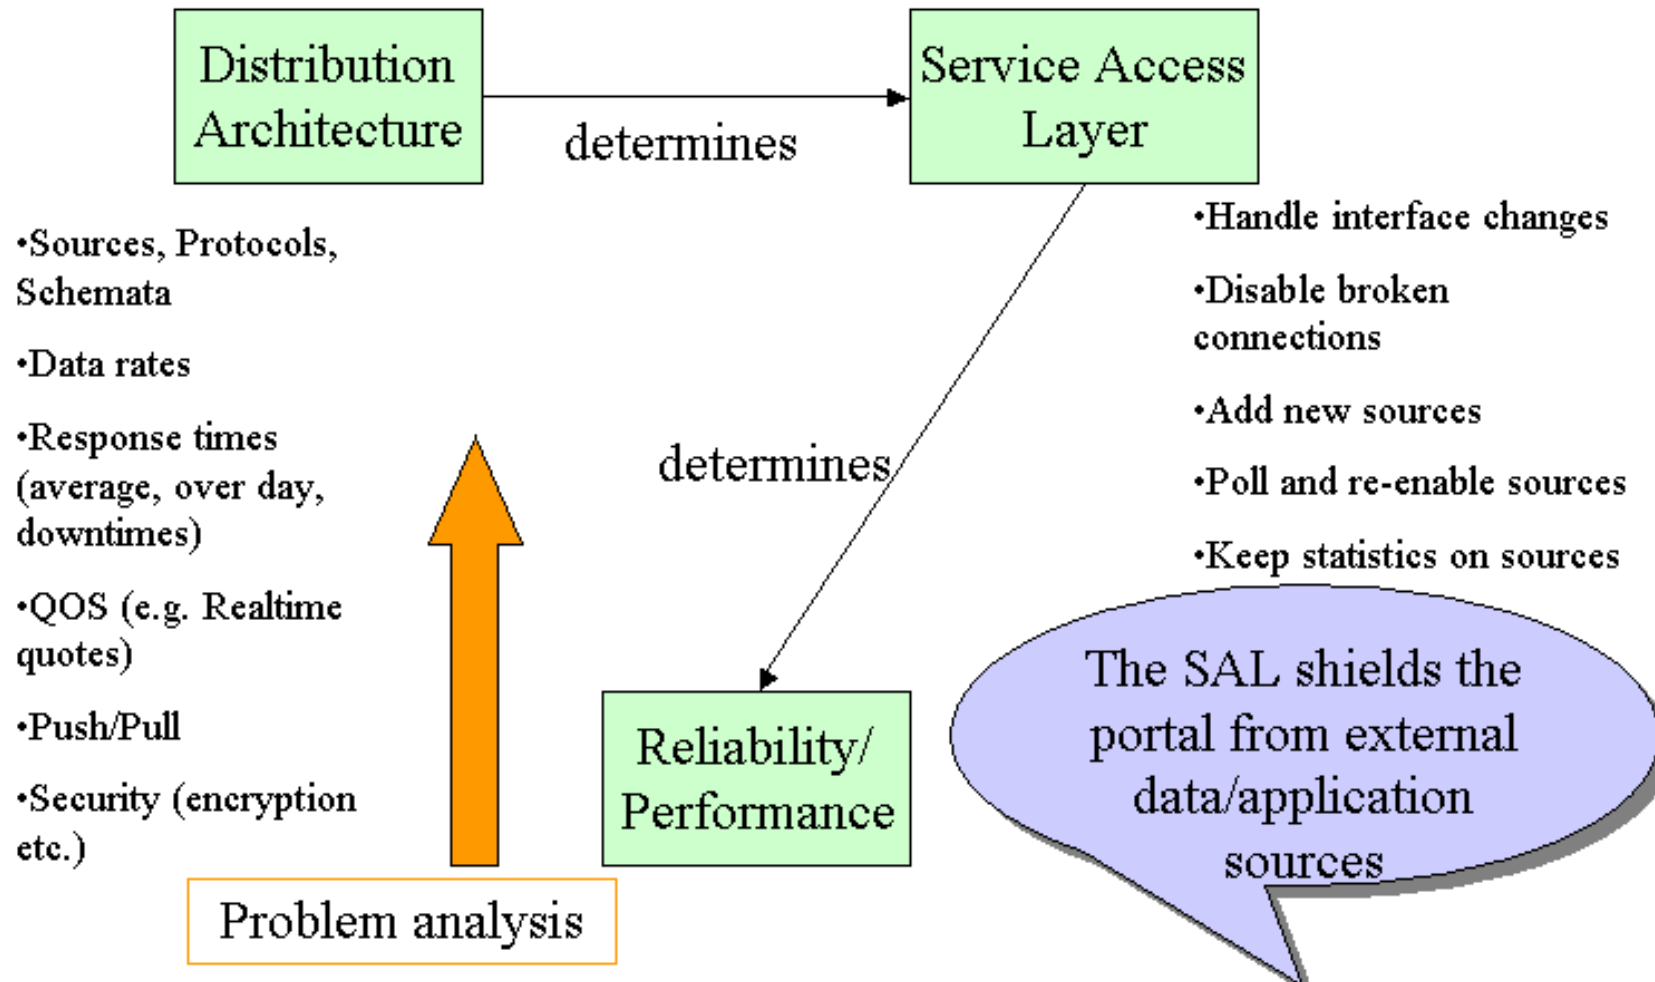 Distribution
Architecture
determines
Service Access
Layer
•Sources, Protocols,
Schemata
•Data rates
•Response times
(average, over day,
downtimes)
•QOS (e.g. Realtime
quotes)
•Push/Pull
•Security (encryption
etc.)
Problem analysis
determines
Reliability/
Performance
•Handle interface changes
•Disable broken
connections
•Add new sources
•Poll and re-enable sources
•Keep statistics on sources
The SAL shields the
portal from external
data/application
sources